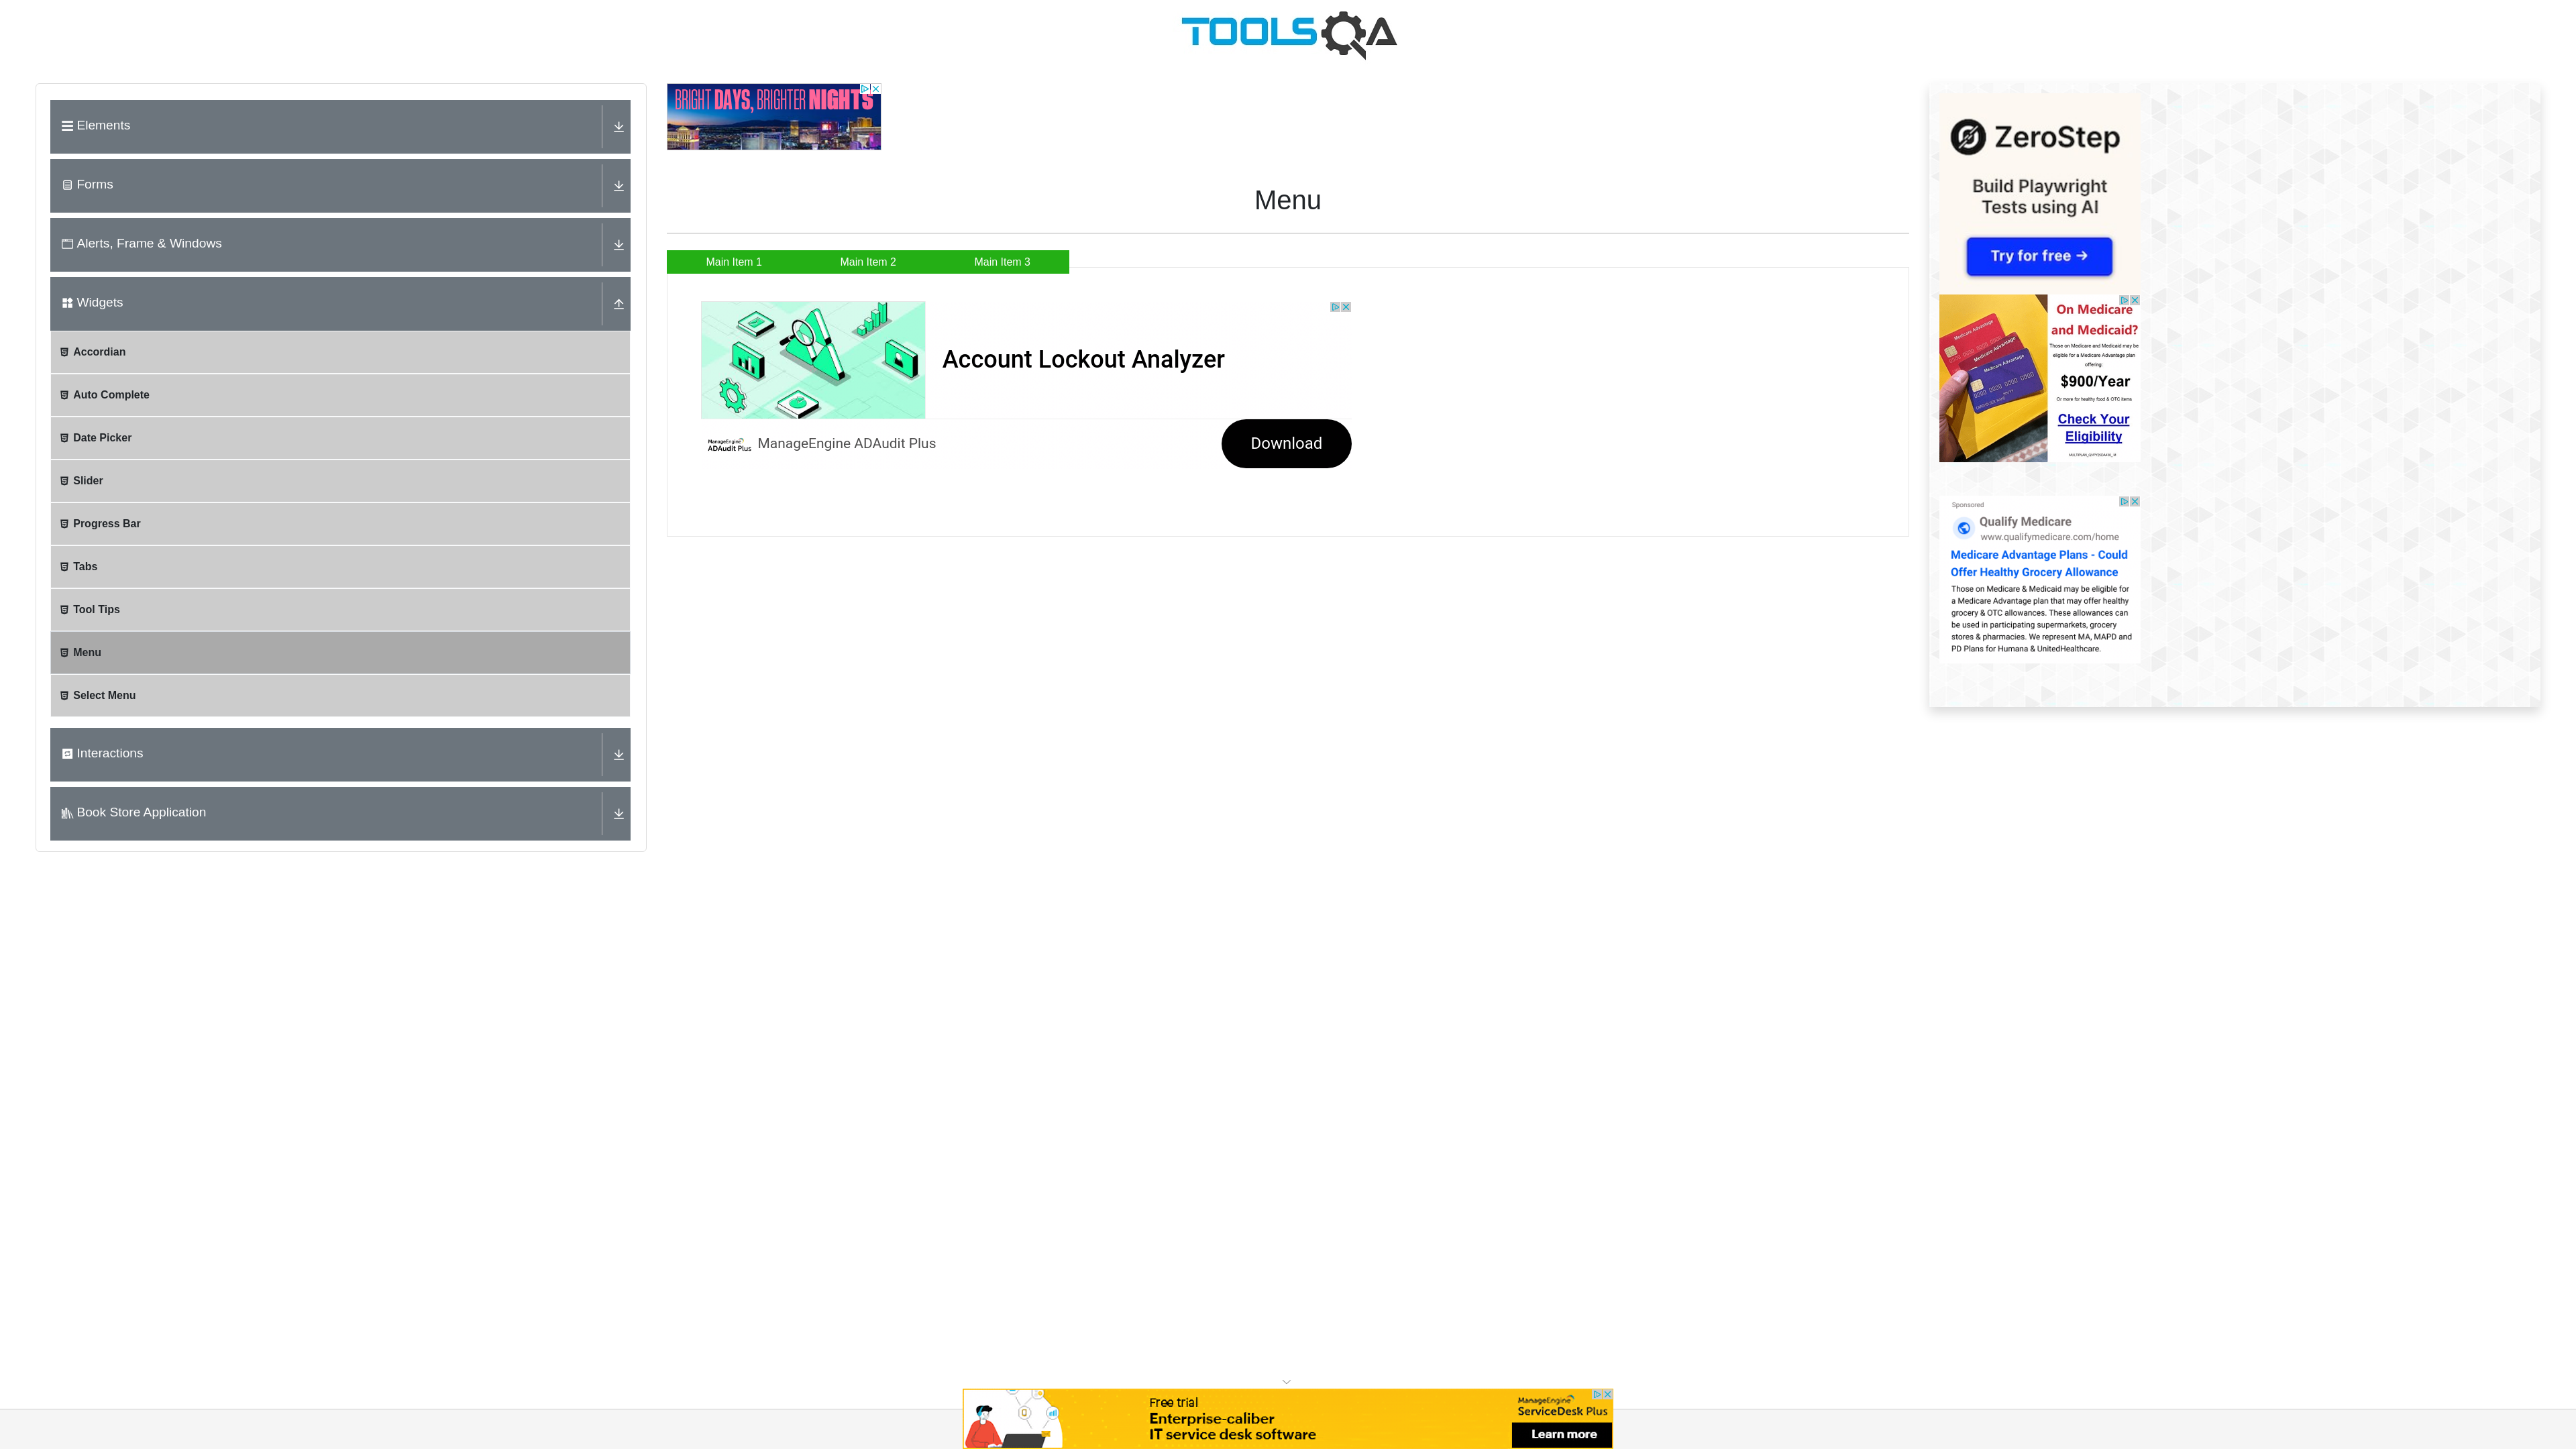 TOOLSQA
Elements
Forms
Alerts, Frame & Windows
Widgets
Accordian
Auto Complete
Date Picker
Slider
Progress Bar
Tabs
Tool Tips
Menu
Select Menu
Interactions
Book Store Application
BRIGHT DAYS, BRIGHTER NIGHTS
Menu
Main Item 1
Main Item 2
Main Item 3
Account Lockout Analyzer
ManageEngine
ADAudit Plus
ManageEngine ADAudit Plus
Download
ZeroStep
Build Playwright
Tests using AI
Try for free →
On Medicare
and Medicaid?
Those on Medicare and Medicaid may be
eligible for a Medicare Advantage plan
offering:
$900/Year
Or more for healthy food & OTC items
Check Your
Eligibility
Medicare Advantage
Medicare Advantage
Medicare Advantage
Sponsored
Qualify Medicare
www.qualifymedicare.com/home
Medicare Advantage Plans - Could
Offer Healthy Grocery Allowance
Those on Medicare & Medicaid may be eligible for
a Medicare Advantage plan that may offer healthy
grocery & OTC allowances. These allowances can
be used in participating supermarkets, grocery
stores & pharmacies. We represent MA, MAPD and
PD Plans for Humana & UnitedHealthcare.
Free trial
Enterprise-caliber
IT service desk software
ManageEngine
ServiceDesk Plus
Learn more